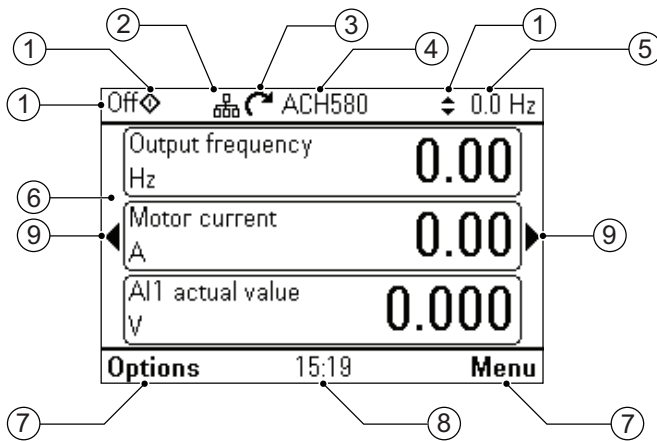 2 3 4 1 5
1
1 Off ACH580 0.0 Hz
Output frequency 0.00
Hz
6
Motor current 0.00
9 9
A
AI1 actual value 0.000
V
Options 15:19 Menu
7 8 7